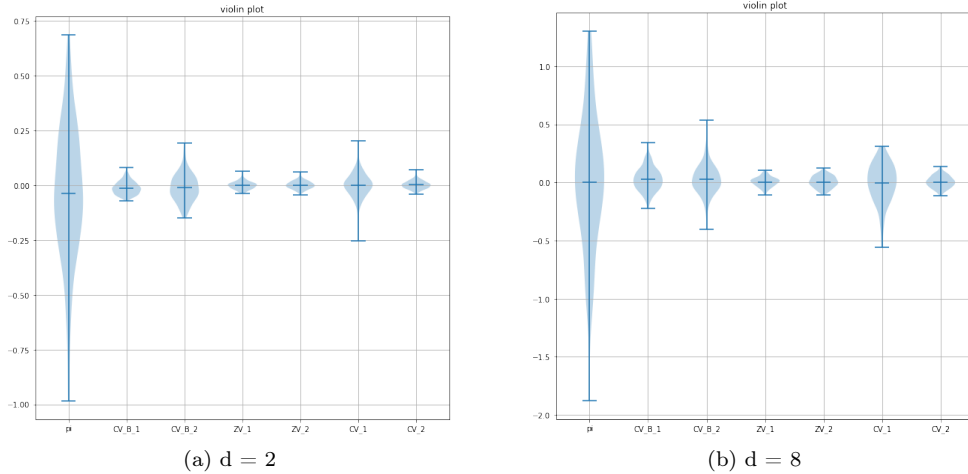 violin plot
0.75
0.50
0.25
0.00
−0.25
−0.50
−0.75
−1.00
pi CV_B_1 CV_B_2 ZV_1 ZV_2 CV_1 CV_2
(a) d = 2
violin plot
1.0
0.5
0.0
−0.5
−1.0
−1.5
−2.0
pi CV_B_1 CV_B_2 ZV_1 ZV_2 CV_1 CV_2
(b) d = 8